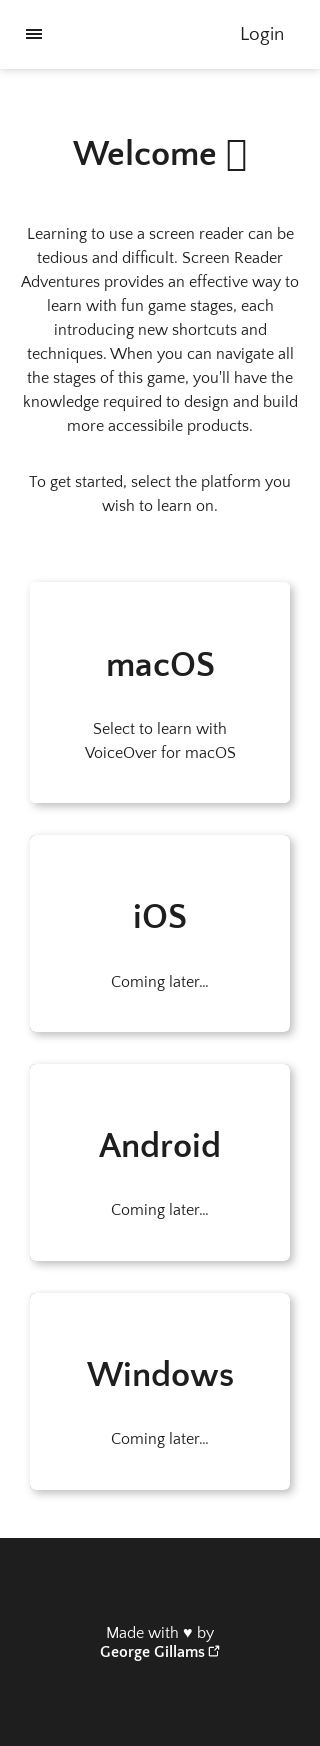 Login
Welcome
Learning to use a screen reader can be
tedious and difficult. Screen Reader
Adventures provides an effective way to
learn with fun game stages, each
introducing new shortcuts and
techniques. When you can navigate all
the stages of this game, you'll have the
knowledge required to design and build
more accessibile products.
To get started, select the platform you
wish to learn on.
macOS
Select to learn with
VoiceOver for macOS
iOS
Coming later...
Android
Coming later...
Windows
Coming later...
Made with ♥ by
George Gillams